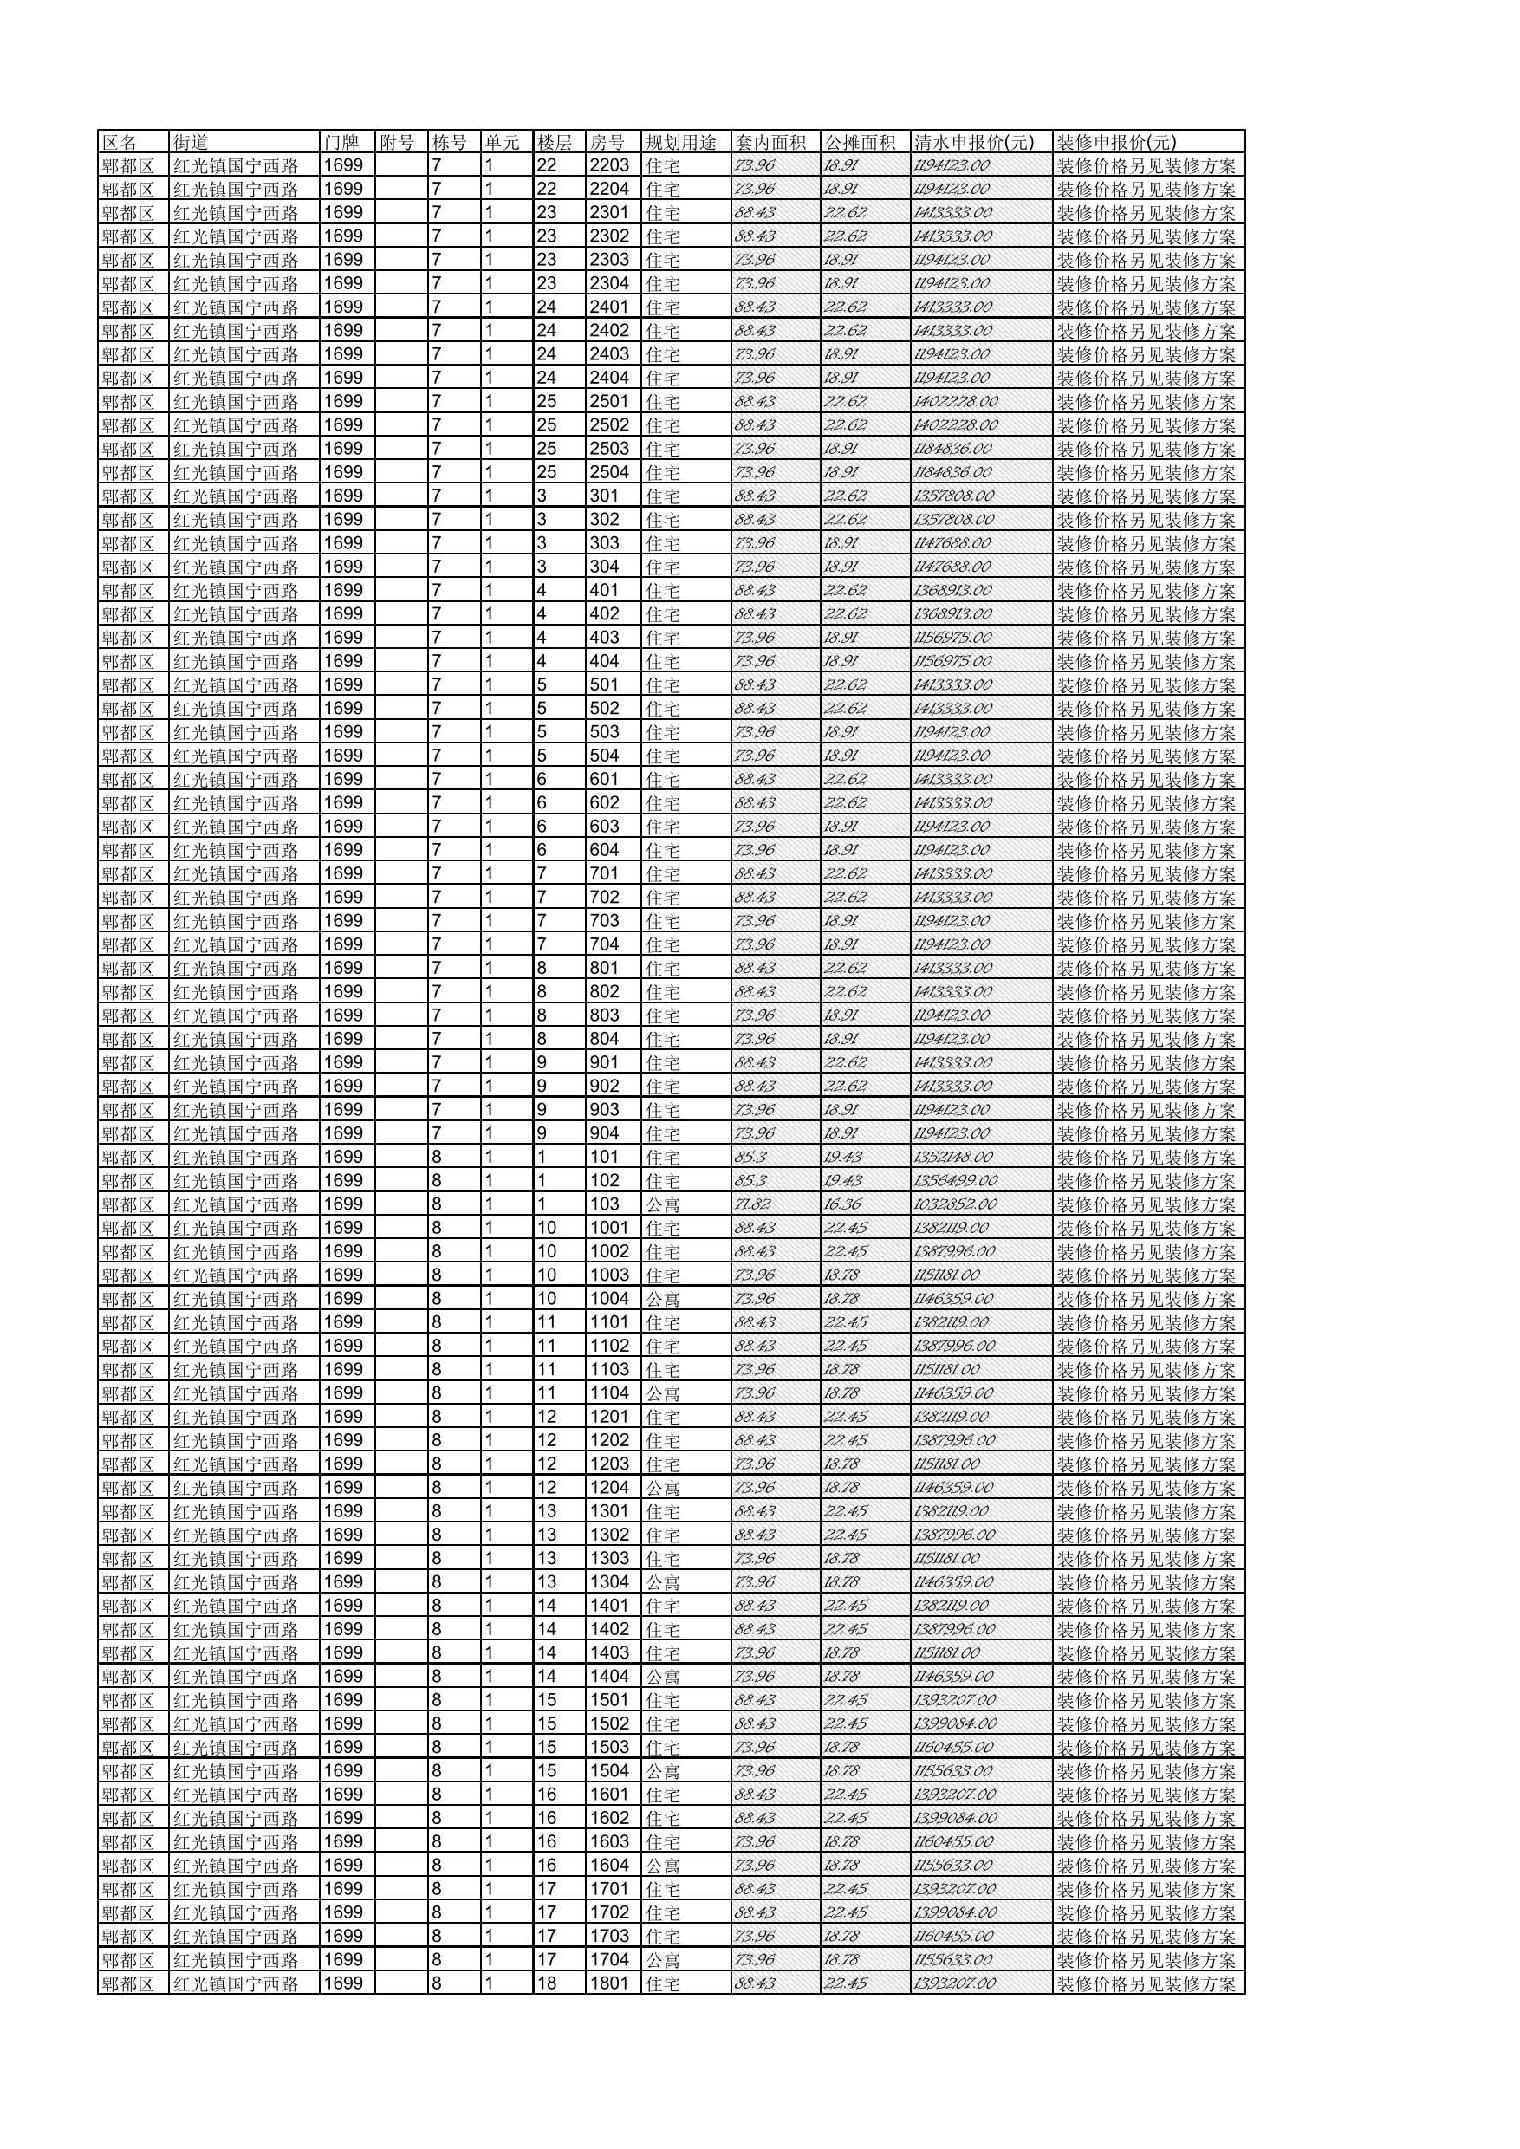 区名 街道 门牌 附号 栋号 单元 楼层 房号 规划用途 套内面积 公摊面积 清水申报价(元) 装修申报价(元)
郫都区 红光镇国宁西路 1699 7 1 22 2203 住宅 73.96 18.91 1194123.00 装修价格另见装修方案
郫都区 红光镇国宁西路 1699 7 1 22 2204 住宅 73.96 18.91 1194123.00 装修价格另见装修方案
郫都区 红光镇国宁西路 1699 7 1 23 2301 住宅 88.43 22.62 1413333.00 装修价格另见装修方案
郫都区 红光镇国宁西路 1699 7 1 23 2302 住宅 88.43 22.62 1413333.00 装修价格另见装修方案
郫都区 红光镇国宁西路 1699 7 1 23 2303 住宅 73.96 18.91 1194123.00 装修价格另见装修方案
郫都区 红光镇国宁西路 1699 7 1 23 2304 住宅 73.96 18.91 1194123.00 装修价格另见装修方案
郫都区 红光镇国宁西路 1699 7 1 24 2401 住宅 88.43 22.62 1413333.00 装修价格另见装修方案
郫都区 红光镇国宁西路 1699 7 1 24 2402 住宅 88.43 22.62 1413333.00 装修价格另见装修方案
郫都区 红光镇国宁西路 1699 7 1 24 2403 住宅 73.96 18.91 1194123.00 装修价格另见装修方案
郫都区 红光镇国宁西路 1699 7 1 24 2404 住宅 73.96 18.91 1194123.00 装修价格另见装修方案
郫都区 红光镇国宁西路 1699 7 1 25 2501 住宅 88.43 22.62 1402228.00 装修价格另见装修方案
郫都区 红光镇国宁西路 1699 7 1 25 2502 住宅 88.43 22.62 1402228.00 装修价格另见装修方案
郫都区 红光镇国宁西路 1699 7 1 25 2503 住宅 73.96 18.91 1184836.00 装修价格另见装修方案
郫都区 红光镇国宁西路 1699 7 1 25 2504 住宅 73.96 18.91 1184836.00 装修价格另见装修方案
郫都区 红光镇国宁西路 1699 7 1 3 301 住宅 88.43 22.62 1357808.00 装修价格另见装修方案
郫都区 红光镇国宁西路 1699 7 1 3 302 住宅 88.43 22.62 1357808.00 装修价格另见装修方案
郫都区 红光镇国宁西路 1699 7 1 3 303 住宅 73.96 18.91 1147688.00 装修价格另见装修方案
郫都区 红光镇国宁西路 1699 7 1 3 304 住宅 73.96 18.91 1147688.00 装修价格另见装修方案
郫都区 红光镇国宁西路 1699 7 1 4 401 住宅 88.43 22.62 1368913.00 装修价格另见装修方案
郫都区 红光镇国宁西路 1699 7 1 4 402 住宅 88.43 22.62 1368913.00 装修价格另见装修方案
郫都区 红光镇国宁西路 1699 7 1 4 403 住宅 73.96 18.91 1156975.00 装修价格另见装修方案
郫都区 红光镇国宁西路 1699 7 1 4 404 住宅 73.96 18.91 1156975.00 装修价格另见装修方案
郫都区 红光镇国宁西路 1699 7 1 5 501 住宅 88.43 22.62 1413333.00 装修价格另见装修方案
郫都区 红光镇国宁西路 1699 7 1 5 502 住宅 88.43 22.62 1413333.00 装修价格另见装修方案
郫都区 红光镇国宁西路 1699 7 1 5 503 住宅 73.96 18.91 1194123.00 装修价格另见装修方案
郫都区 红光镇国宁西路 1699 7 1 5 504 住宅 73.96 18.91 1194123.00 装修价格另见装修方案
郫都区 红光镇国宁西路 1699 7 1 6 601 住宅 88.43 22.62 1413333.00 装修价格另见装修方案
郫都区 红光镇国宁西路 1699 7 1 6 602 住宅 88.43 22.62 1413333.00 装修价格另见装修方案
郫都区 红光镇国宁西路 1699 7 1 6 603 住宅 73.96 18.91 1194123.00 装修价格另见装修方案
郫都区 红光镇国宁西路 1699 7 1 6 604 住宅 73.96 18.91 1194123.00 装修价格另见装修方案
郫都区 红光镇国宁西路 1699 7 1 7 701 住宅 88.43 22.62 1413333.00 装修价格另见装修方案
郫都区 红光镇国宁西路 1699 7 1 7 702 住宅 88.43 22.62 1413333.00 装修价格另见装修方案
郫都区 红光镇国宁西路 1699 7 1 7 703 住宅 73.96 18.91 1194123.00 装修价格另见装修方案
郫都区 红光镇国宁西路 1699 7 1 7 704 住宅 73.96 18.91 1194123.00 装修价格另见装修方案
郫都区 红光镇国宁西路 1699 7 1 8 801 住宅 88.43 22.62 1413333.00 装修价格另见装修方案
郫都区 红光镇国宁西路 1699 7 1 8 802 住宅 88.43 22.62 1413333.00 装修价格另见装修方案
郫都区 红光镇国宁西路 1699 7 1 8 803 住宅 73.96 18.91 1194123.00 装修价格另见装修方案
郫都区 红光镇国宁西路 1699 7 1 8 804 住宅 73.96 18.91 1194123.00 装修价格另见装修方案
郫都区 红光镇国宁西路 1699 7 1 9 901 住宅 88.43 22.62 1413333.00 装修价格另见装修方案
郫都区 红光镇国宁西路 1699 7 1 9 902 住宅 88.43 22.62 1413333.00 装修价格另见装修方案
郫都区 红光镇国宁西路 1699 7 1 9 903 住宅 73.96 18.91 1194123.00 装修价格另见装修方案
郫都区 红光镇国宁西路 1699 7 1 9 904 住宅 73.96 18.91 1194123.00 装修价格另见装修方案
郫都区 红光镇国宁西路 1699 8 1 1 101 住宅 85.3 19.43 1352148.00 装修价格另见装修方案
郫都区 红光镇国宁西路 1699 8 1 1 102 住宅 85.3 19.43 1356499.00 装修价格另见装修方案
郫都区 红光镇国宁西路 1699 8 1 1 103 公寓 71.82 16.36 1032852.00 装修价格另见装修方案
郫都区 红光镇国宁西路 1699 8 1 10 1001 住宅 88.43 22.45 1382119.00 装修价格另见装修方案
郫都区 红光镇国宁西路 1699 8 1 10 1002 住宅 88.43 22.45 1387996.00 装修价格另见装修方案
郫都区 红光镇国宁西路 1699 8 1 10 1003 住宅 73.96 18.78 1151181.00 装修价格另见装修方案
郫都区 红光镇国宁西路 1699 8 1 10 1004 公寓 73.96 18.78 1146359.00 装修价格另见装修方案
郫都区 红光镇国宁西路 1699 8 1 11 1101 住宅 88.43 22.45 1382119.00 装修价格另见装修方案
郫都区 红光镇国宁西路 1699 8 1 11 1102 住宅 88.43 22.45 1387996.00 装修价格另见装修方案
郫都区 红光镇国宁西路 1699 8 1 11 1103 住宅 73.96 18.78 1151181.00 装修价格另见装修方案
郫都区 红光镇国宁西路 1699 8 1 11 1104 公寓 73.96 18.78 1146359.00 装修价格另见装修方案
郫都区 红光镇国宁西路 1699 8 1 12 1201 住宅 88.43 22.45 1382119.00 装修价格另见装修方案
郫都区 红光镇国宁西路 1699 8 1 12 1202 住宅 88.43 22.45 1387996.00 装修价格另见装修方案
郫都区 红光镇国宁西路 1699 8 1 12 1203 住宅 73.96 18.78 1151181.00 装修价格另见装修方案
郫都区 红光镇国宁西路 1699 8 1 12 1204 公寓 73.96 18.78 1146359.00 装修价格另见装修方案
郫都区 红光镇国宁西路 1699 8 1 13 1301 住宅 88.43 22.45 1382119.00 装修价格另见装修方案
郫都区 红光镇国宁西路 1699 8 1 13 1302 住宅 88.43 22.45 1387996.00 装修价格另见装修方案
郫都区 红光镇国宁西路 1699 8 1 13 1303 住宅 73.96 18.78 1151181.00 装修价格另见装修方案
郫都区 红光镇国宁西路 1699 8 1 13 1304 公寓 73.96 18.78 1146359.00 装修价格另见装修方案
郫都区 红光镇国宁西路 1699 8 1 14 1401 住宅 88.43 22.45 1382119.00 装修价格另见装修方案
郫都区 红光镇国宁西路 1699 8 1 14 1402 住宅 88.43 22.45 1387996.00 装修价格另见装修方案
郫都区 红光镇国宁西路 1699 8 1 14 1403 住宅 73.96 18.78 1151181.00 装修价格另见装修方案
郫都区 红光镇国宁西路 1699 8 1 14 1404 公寓 73.96 18.78 1146359.00 装修价格另见装修方案
郫都区 红光镇国宁西路 1699 8 1 15 1501 住宅 88.43 22.45 1393207.00 装修价格另见装修方案
郫都区 红光镇国宁西路 1699 8 1 15 1502 住宅 88.43 22.45 1399084.00 装修价格另见装修方案
郫都区 红光镇国宁西路 1699 8 1 15 1503 住宅 73.96 18.78 1160455.00 装修价格另见装修方案
郫都区 红光镇国宁西路 1699 8 1 15 1504 公寓 73.96 18.78 1155633.00 装修价格另见装修方案
郫都区 红光镇国宁西路 1699 8 1 16 1601 住宅 88.43 22.45 1393207.00 装修价格另见装修方案
郫都区 红光镇国宁西路 1699 8 1 16 1602 住宅 88.43 22.45 1399084.00 装修价格另见装修方案
郫都区 红光镇国宁西路 1699 8 1 16 1603 住宅 73.96 18.78 1160455.00 装修价格另见装修方案
郫都区 红光镇国宁西路 1699 8 1 16 1604 公寓 73.96 18.78 1155633.00 装修价格另见装修方案
郫都区 红光镇国宁西路 1699 8 1 17 1701 住宅 88.43 22.45 1393207.00 装修价格另见装修方案
郫都区 红光镇国宁西路 1699 8 1 17 1702 住宅 88.43 22.45 1399084.00 装修价格另见装修方案
郫都区 红光镇国宁西路 1699 8 1 17 1703 住宅 73.96 18.78 1160455.00 装修价格另见装修方案
郫都区 红光镇国宁西路 1699 8 1 17 1704 公寓 73.96 18.78 1155633.00 装修价格另见装修方案
郫都区 红光镇国宁西路 1699 8 1 18 1801 住宅 88.43 22.45 1393207.00 装修价格另见装修方案